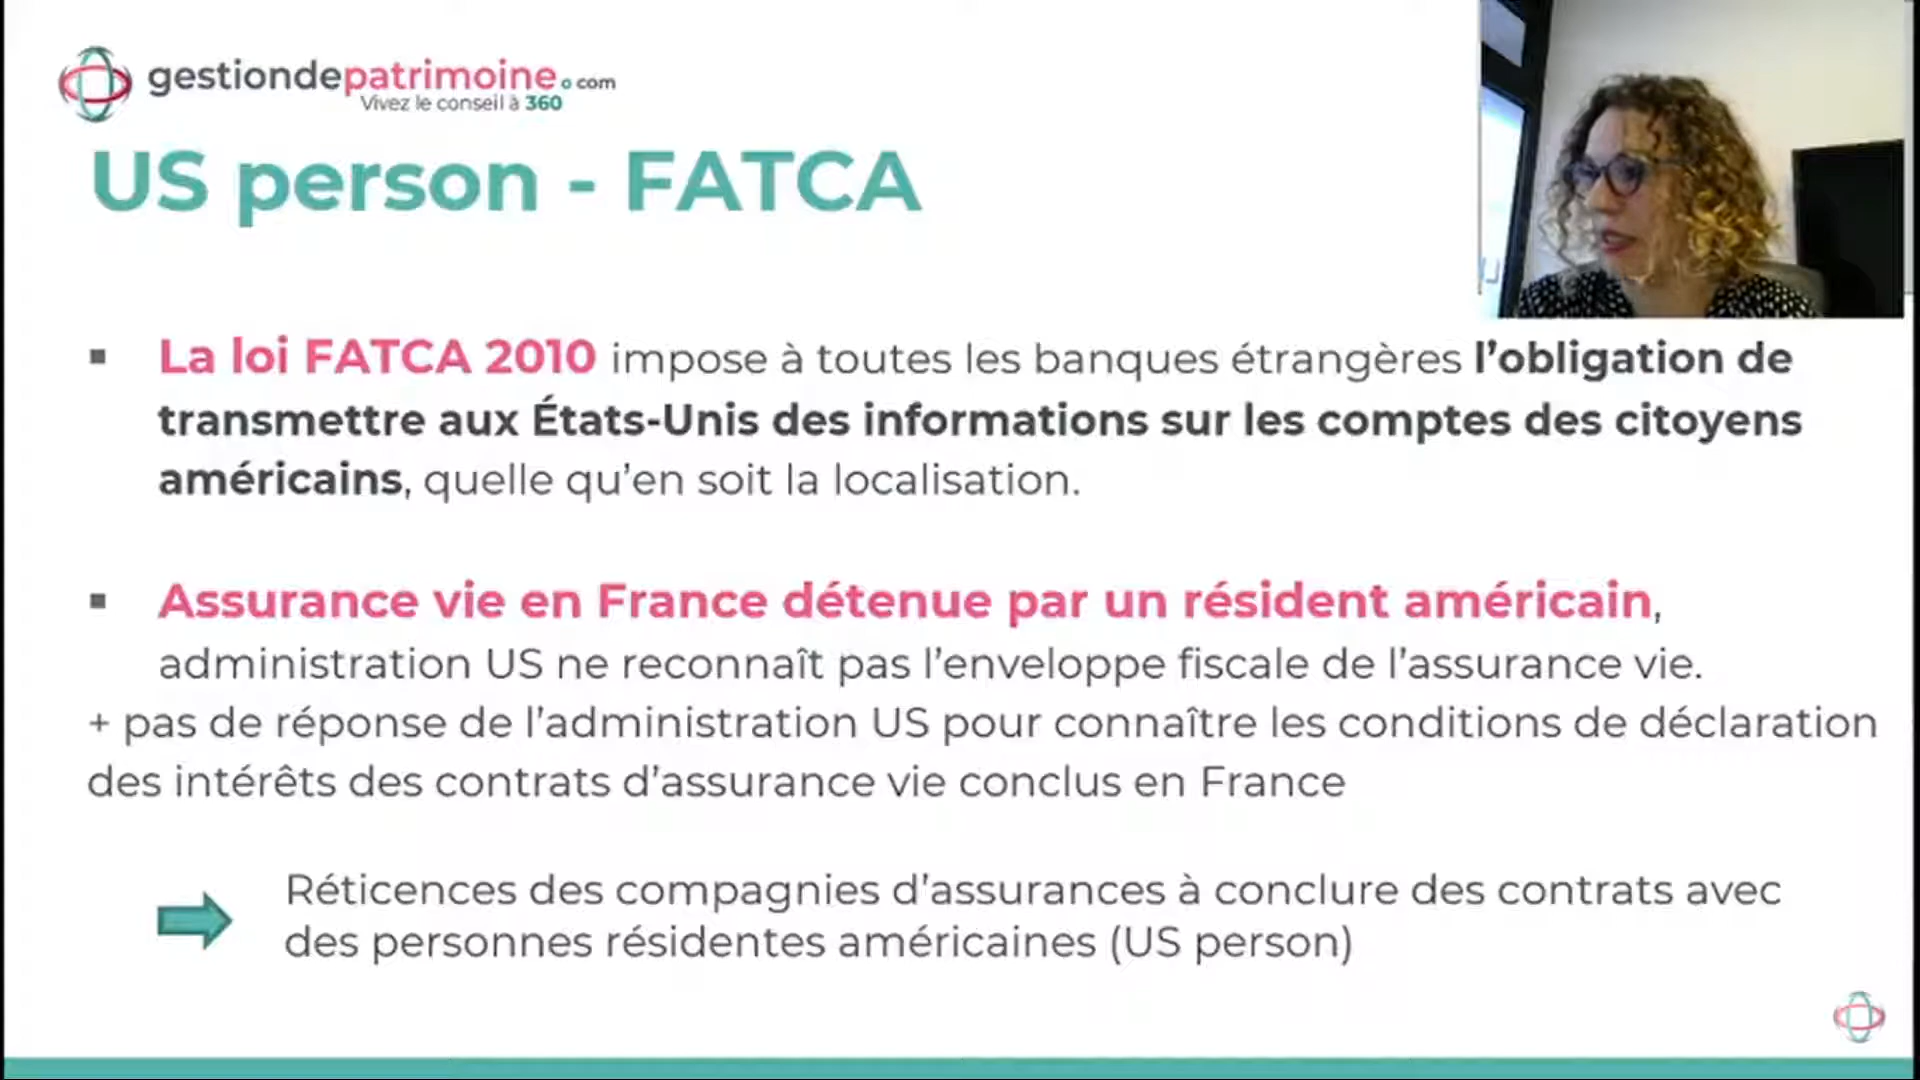 gestiondepatrimoine.com
Vivez le conseil à 360
US person - FATCA
▪ La loi FATCA 2010 impose à toutes les banques étrangères l’obligation de
transmettre aux États-Unis des informations sur les comptes des citoyens
américains, quelle qu’en soit la localisation.
▪ Assurance vie en France détenue par un résident américain,
administration US ne reconnaît pas l’enveloppe fiscale de l’assurance vie.
+ pas de réponse de l’administration US pour connaître les conditions de déclaration
des intérêts des contrats d’assurance vie conclus en France
Réticences des compagnies d’assurances à conclure des contrats avec
des personnes résidentes américaines (US person)